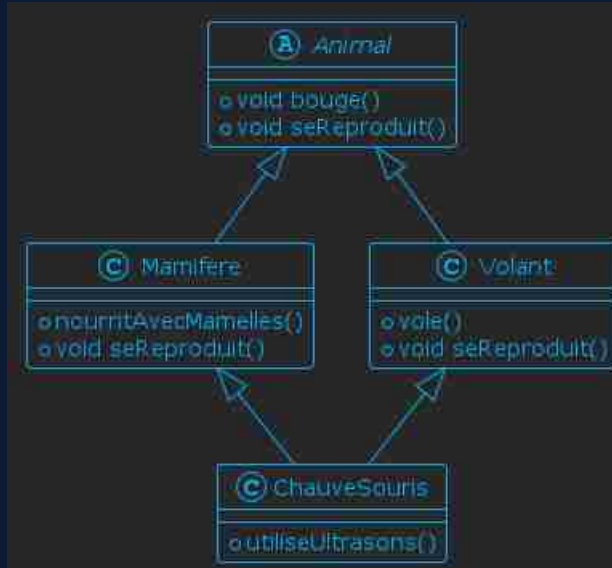 A Animal
void bouge()
void seReproduit()
C Mamifere
nourritAvecMamelles()
void seReproduit()
C Volant
vole()
void seReproduit()
C ChauveSouris
utiliseUltrasons()